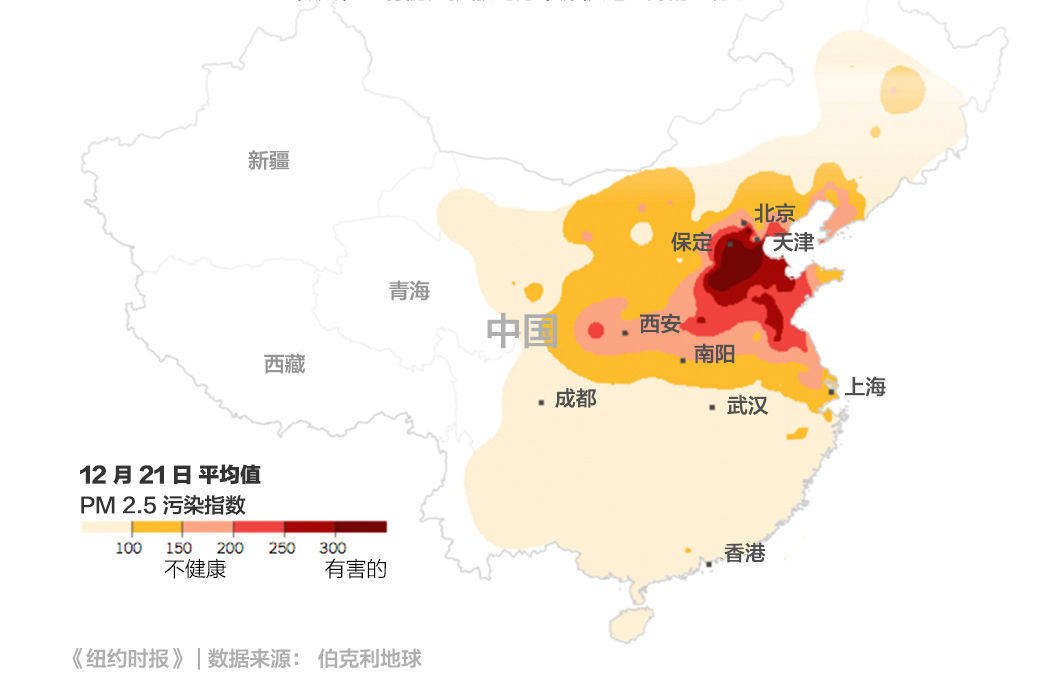 新疆
北京
保定
天津
青海
中国
西安
南阳
西藏
上海
成都
武汉
12 月 21 日 平均值
PM 2.5 污染指数
100 150 200 250 300
不健康 有害的
香港
《纽约时报》 | 数据来源： 伯克利地球